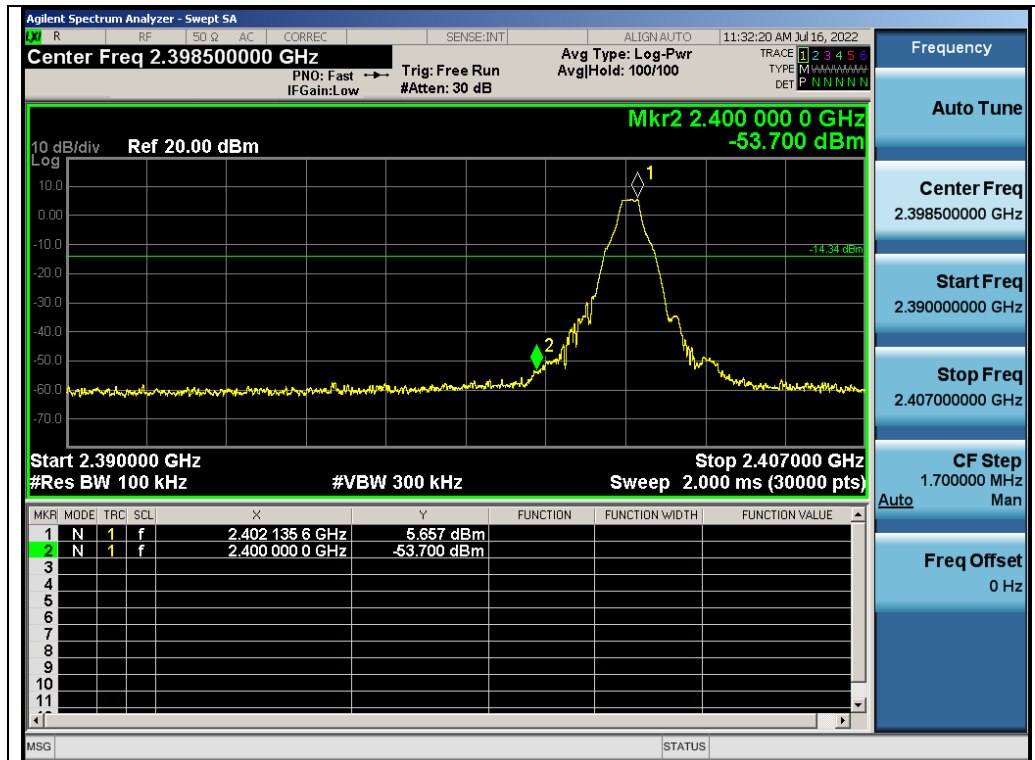 Agilent Spectrum Analyzer - Swept SA
LXI R RF 50 Ω AC CORREC SENSE:INT ALIGN AUTO 11:32:20 AM Jul 16, 2022
Center Freq 2.398500000 GHz
PNO: Fast
IFGain:Low
Trig: Free Run
#Atten: 30 dB
Avg Type: Log-Pwr
Avg|Hold: 100/100
TRACE 1 2 3 4 5 6
TYPE M
DET P N N N N N
Mkr2 2.400 000 0 GHz
-53.700 dBm
10 dB/div Ref 20.00 dBm
Log
10.0
0.00
-10.0
-20.0
-30.0
-40.0
-50.0
-60.0
-70.0
1
-14.34 dBm
2
Start 2.390000 GHz Stop 2.407000 GHz
#Res BW 100 kHz #VBW 300 kHz Sweep 2.000 ms (30000 pts)
MKR MODE TRC SCL X Y FUNCTION FUNCTION WIDTH FUNCTION VALUE
1 N 1 f 2.402 135 6 GHz 5.657 dBm
2 N 1 f 2.400 000 0 GHz -53.700 dBm
3
4
5
6
7
8
9
10
11
MSG STATUS
Frequency
Auto Tune
Center Freq
2.398500000 GHz
Start Freq
2.390000000 GHz
Stop Freq
2.407000000 GHz
CF Step
1.700000 MHz
Auto Man
Freq Offset
0 Hz